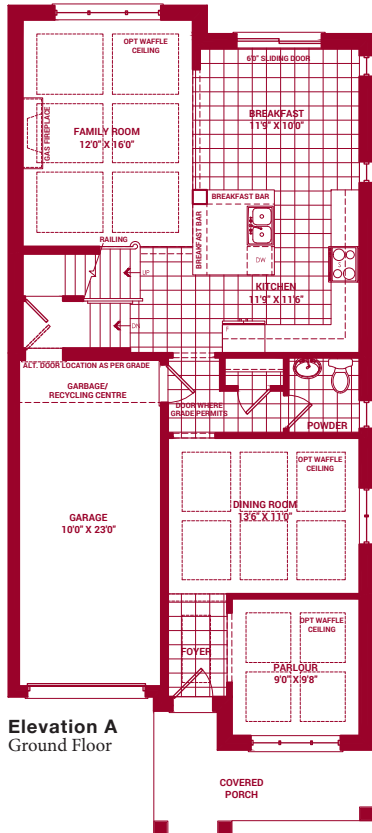 OPT WAFFLE
CEILING
6'0" SLIDING DOOR
FAMILY ROOM
12'0" X 16'0"
GAS FIREPLACE
BREAKFAST
11'9" X 10'0"
BREAKFAST BAR
BREAKFAST BAR
DW
RAILING
UP
S
KITCHEN
11'9" X 11'6"
DN
F
ALT. DOOR LOCATION AS PER GRADE
GARBAGE/
RECYCLING CENTRE
DOOR WHERE
GRADE PERMITS
POWDER
OPT WAFFLE
CEILING
DINING ROOM
13'6" X 11'0"
GARAGE
10'0" X 23'0"
OPT WAFFLE
CEILING
FOYER
PARLOUR
9'0" X 9'8"
Elevation A
Ground Floor
COVERED
PORCH